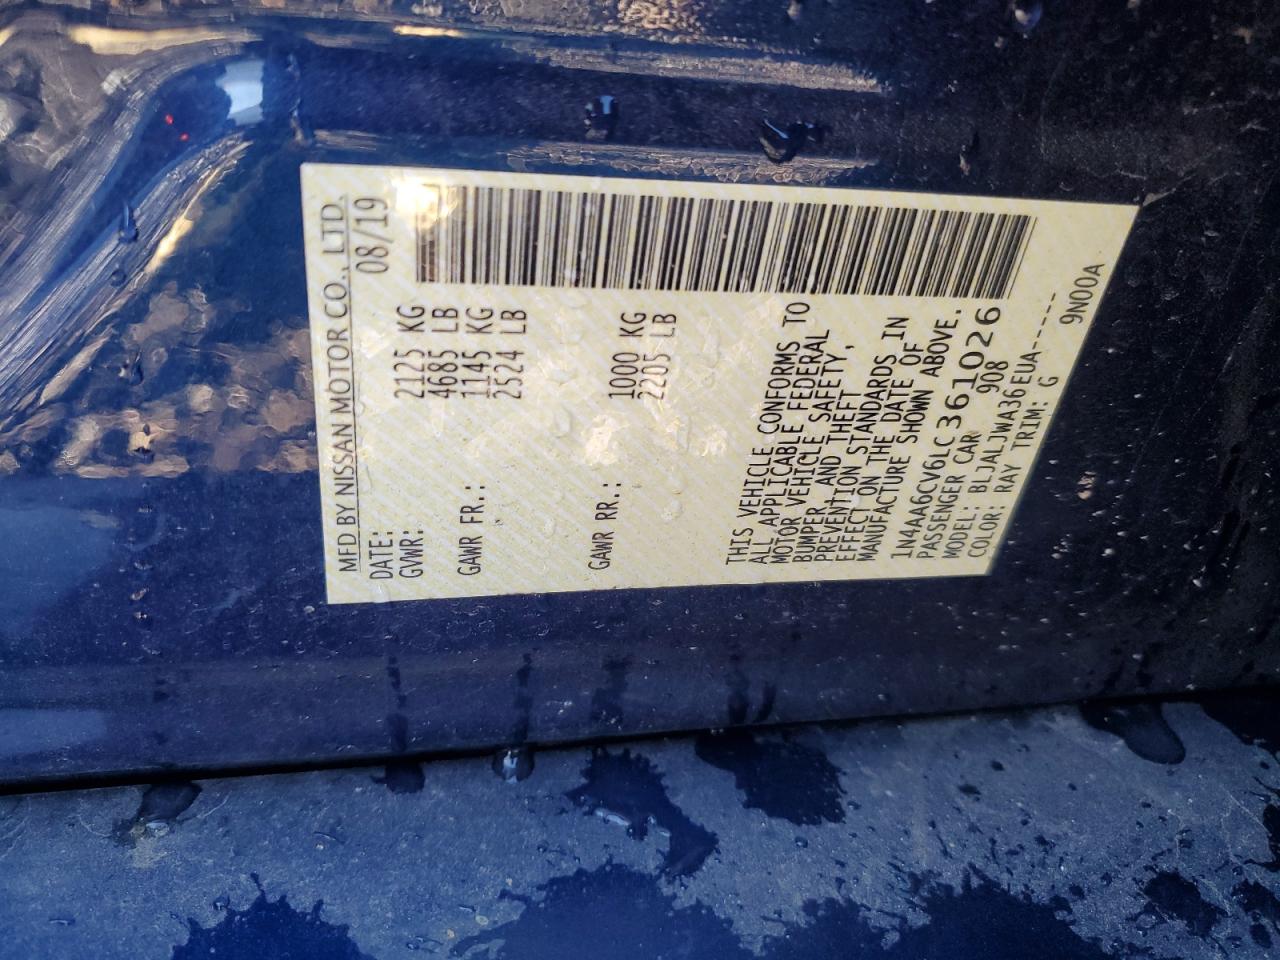 MFD BY NISSAN MOTOR CO., LTD.
DATE: 08/19
GVWR: 2125 KG
4685 LB
GAWR FR.: 1145 KG
2524 LB
GAWR RR.: 1000 KG
2205 LB
THIS VEHICLE CONFORMS TO
ALL APPLICABLE FEDERAL
MOTOR VEHICLE SAFETY,
BUMPER, AND THEFT
PREVENTION STANDARDS IN
EFFECT ON THE DATE OF
MANUFACTURE SHOWN ABOVE.
1N4AA6CV6LC361026
PASSENGER CAR 908
MODEL: BLJALJWA36EUA-----
COLOR: RAY TRIM: G 9N00A